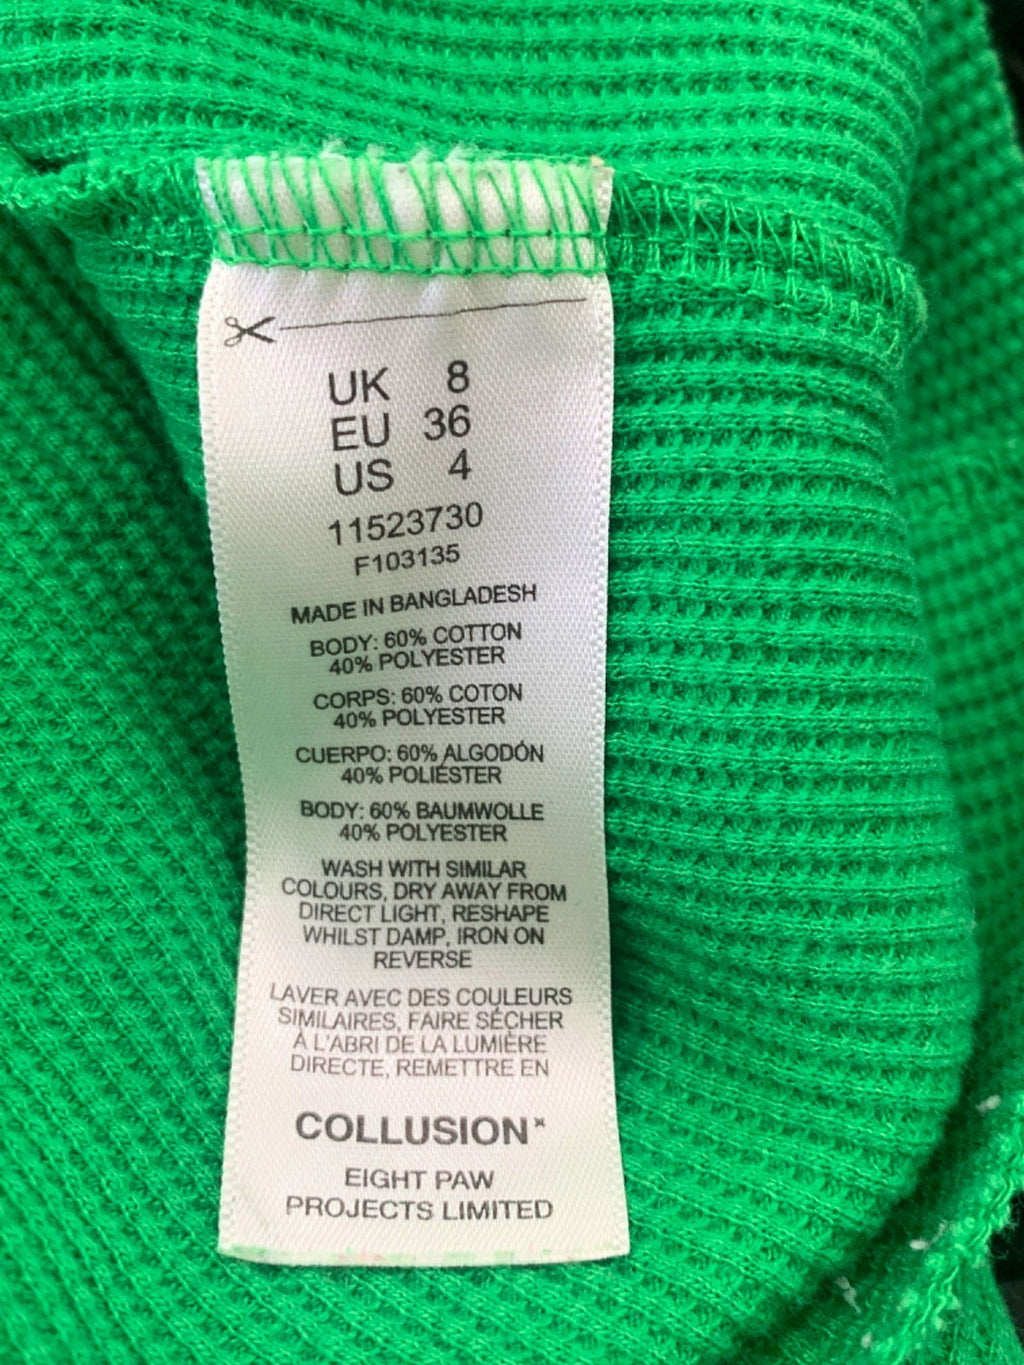 UK 8
EU 36
US 4
11523730
F103135
MADE IN BANGLADESH
BODY: 60% COTTON
40% POLYESTER
CORPS: 60% COTON
40% POLYESTER
CUERPO: 60% ALGODÓN
40% POLIÉSTER
BODY: 60% BAUMWOLLE
40% POLYESTER
WASH WITH SIMILAR
COLOURS, DRY AWAY FROM
DIRECT LIGHT, RESHAPE
WHILST DAMP, IRON ON
REVERSE
LAVER AVEC DES COULEURS
SIMILAIRES, FAIRE SÉCHER
À L'ABRI DE LA LUMIÈRE
DIRECTE, REMETTRE EN
COLLUSION×
EIGHT PAW
PROJECTS LIMITED